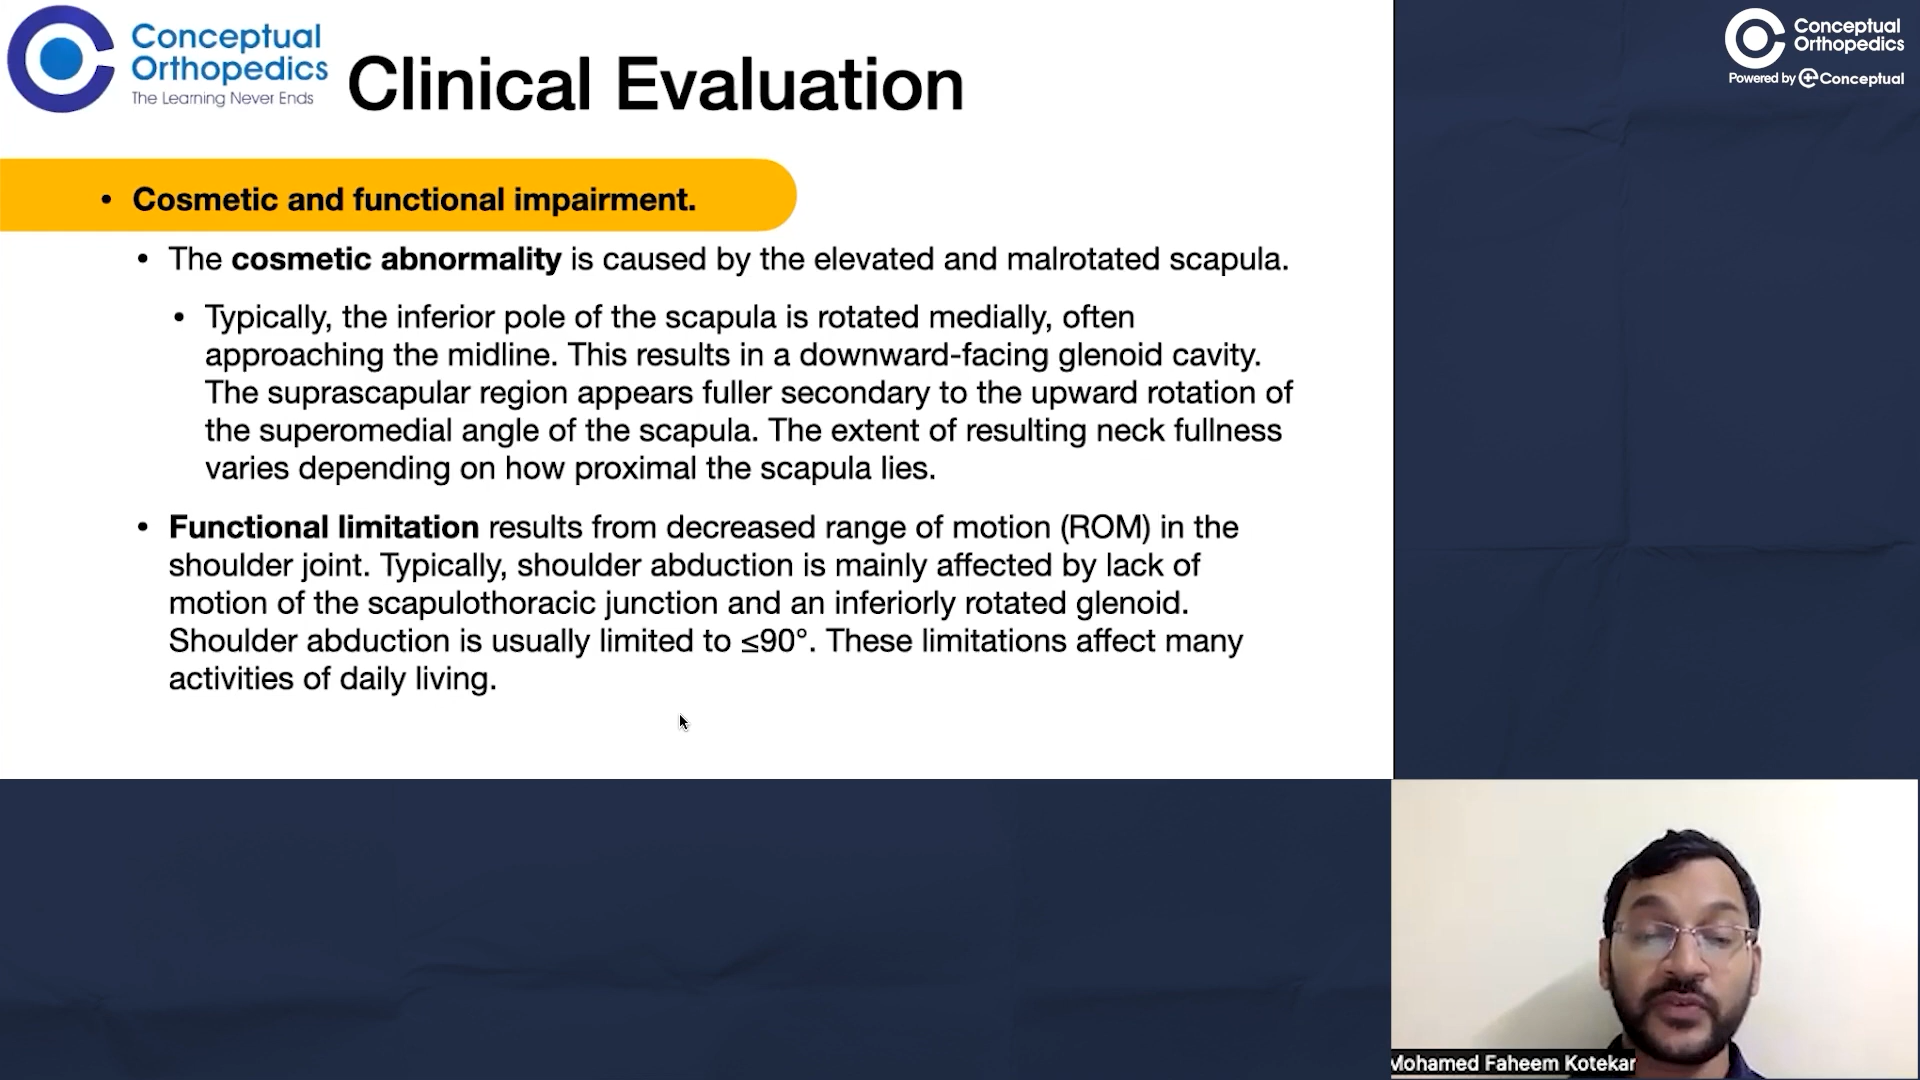 Conceptual
Orthopedics
The Learning Never Ends
Clinical Evaluation
• Cosmetic and functional impairment.
• The cosmetic abnormality is caused by the elevated and malrotated scapula.
• Typically, the inferior pole of the scapula is rotated medially, often
approaching the midline. This results in a downward-facing glenoid cavity.
The suprascapular region appears fuller secondary to the upward rotation of
the superomedial angle of the scapula. The extent of resulting neck fullness
varies depending on how proximal the scapula lies.
• Functional limitation results from decreased range of motion (ROM) in the
shoulder joint. Typically, shoulder abduction is mainly affected by lack of
motion of the scapulothoracic junction and an inferiorly rotated glenoid.
Shoulder abduction is usually limited to ≤90°. These limitations affect many
activities of daily living.
Conceptual
Orthopedics
Powered by Conceptual
Mohamed Faheem Kotekar